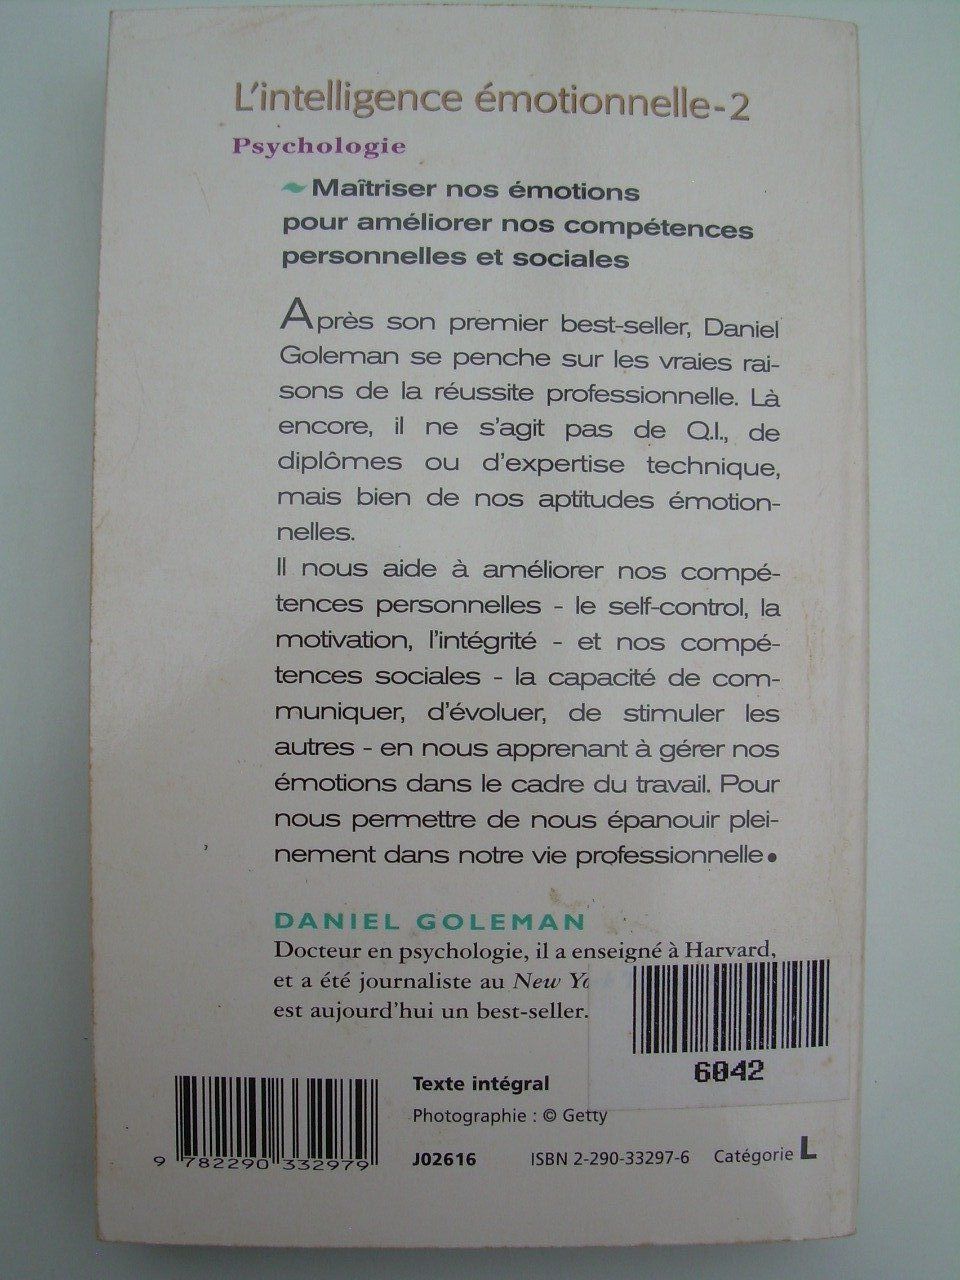 L'intelligence émotionnelle-2
Psychologie
Maîtriser nos émotions
pour améliorer nos compétences
personnelles et sociales
Après son premier best-seller, Daniel
Goleman se penche sur les vraies rai-
sons de la réussite professionnelle. Là
encore, il ne s'agit pas de Q.I., de
diplômes ou d'expertise technique,
mais bien de nos aptitudes émotion-
nelles.
Il nous aide à améliorer nos compé-
tences personnelles - le self-control, la
motivation, l'intégrité - et nos compé-
tences sociales - la capacité de com-
muniquer, d'évoluer, de stimuler les
autres - en nous apprenant à gérer nos
émotions dans le cadre du travail. Pour
nous permettre de nous épanouir plei-
nement dans notre vie professionnelle•
DANIEL GOLEMAN
Docteur en psychologie, il a enseigné à Harvard,
et a été journaliste au New Yo
est aujourd'hui un best-seller.
6042
Texte intégral
Photographie : © Getty
9 782290 332979
J02616 ISBN 2-290-33297-6 Catégorie L